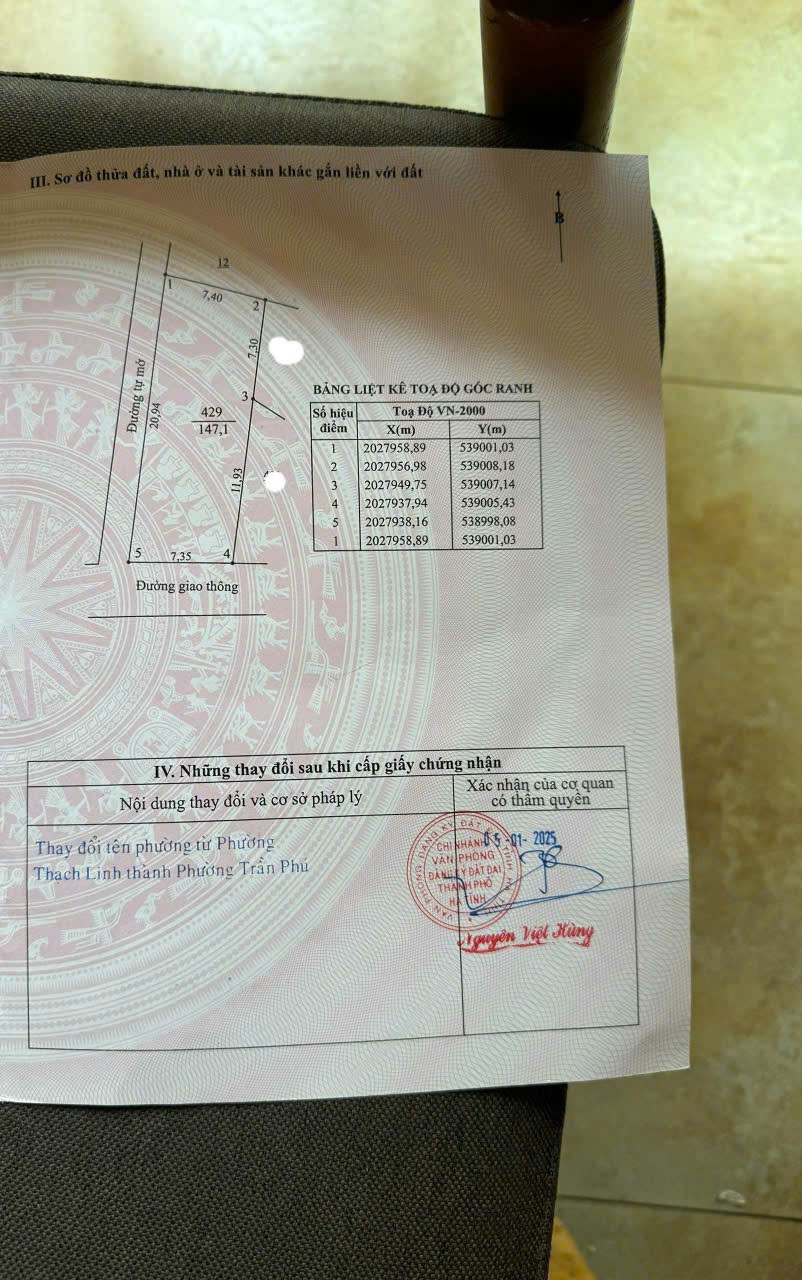 III. Sơ đồ thửa đất, nhà ở và tài sản khác gắn liền với đất
B
12
1
7,40
2
7,30
3
Đường tự mở
20,94
429
147,1
11,93
5
7,35
4
Đường giao thông
BẢNG LIỆT KÊ TOẠ ĐỘ GÓC RANH
Số hiệu điểm Toạ Độ VN-2000
X(m) Y(m)
1 2027958,89 539001,03
2 2027956,98 539008,18
3 2027949,75 539007,14
4 2027937,94 539005,43
5 2027938,16 538998,08
1 2027958,89 539001,03
IV. Những thay đổi sau khi cấp giấy chứng nhận
Nội dung thay đổi và cơ sở pháp lý
Xác nhận của cơ quan
có thẩm quyền
Thay đổi tên phường từ Phường
Thạch Linh thành Phường Trần Phú
-01- 2025
CHI NHÁNH
VĂN PHÒNG
ĐĂNG KÝ ĐẤT ĐAI
THÀNH PHỐ
HÀ TĨNH
Nguyễn Việt Hùng